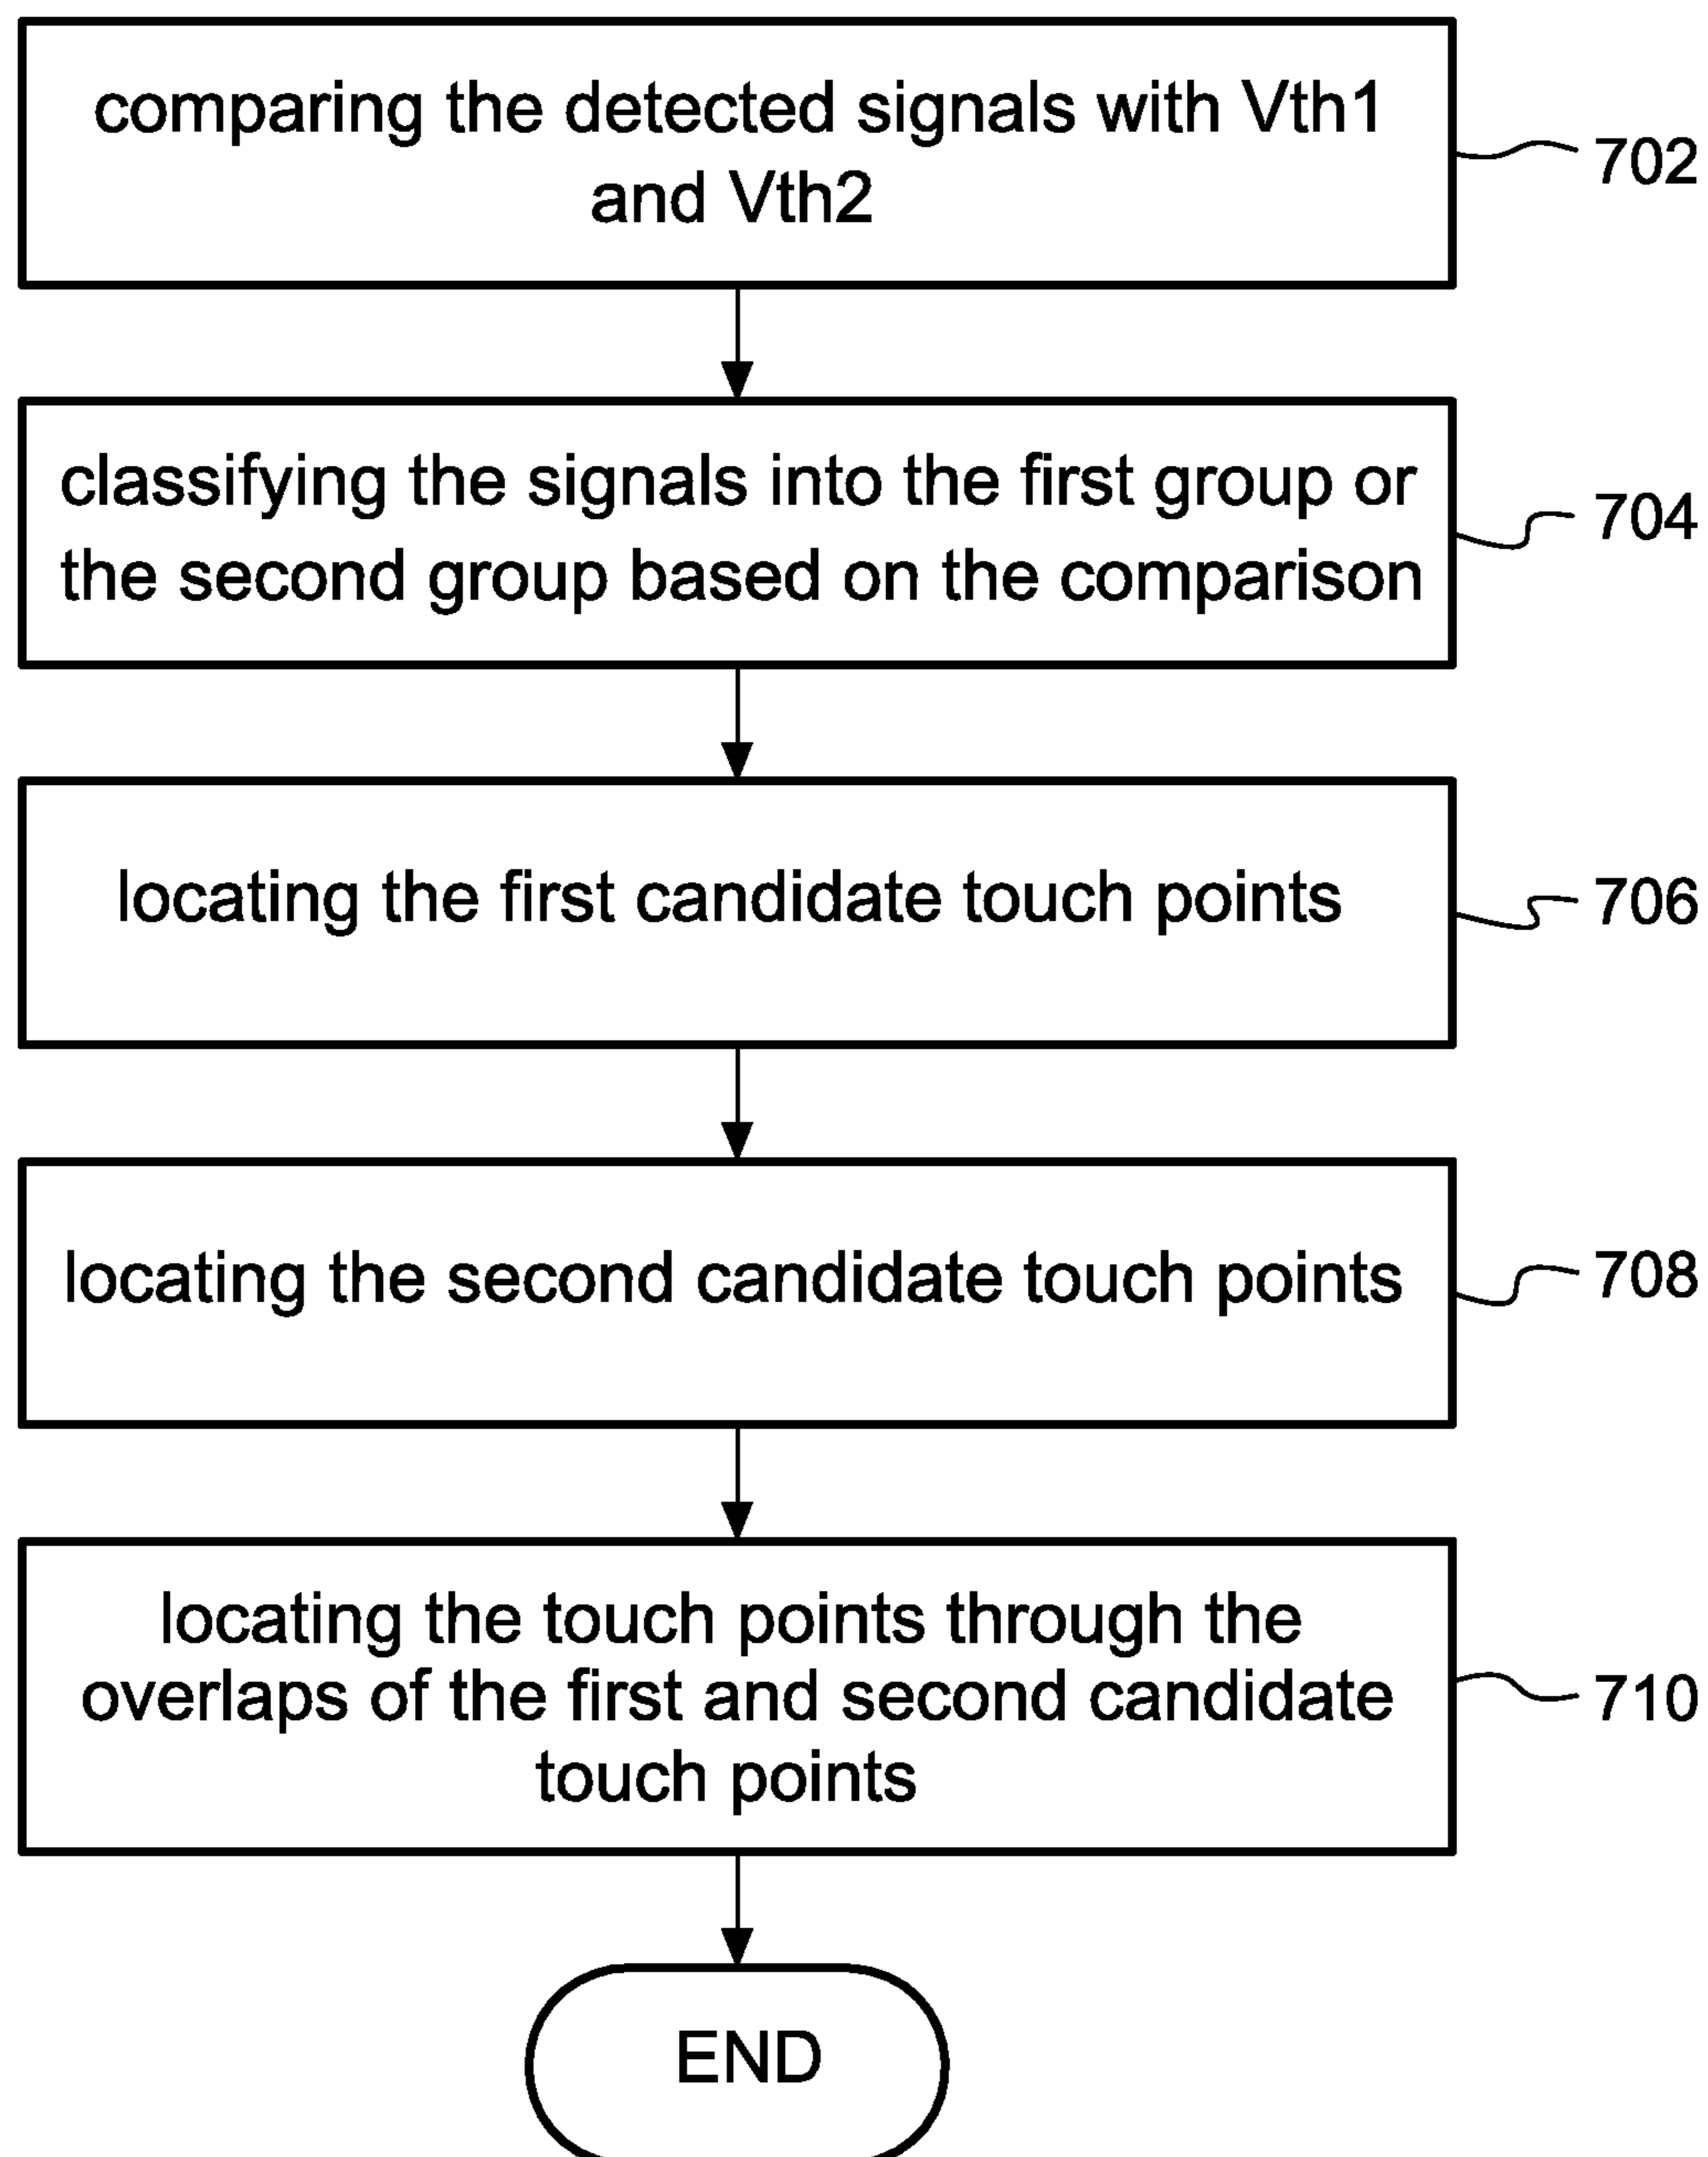 comparing the detected signals with Vth1
and Vth2
702
classifying the signals into the first group or
the second group based on the comparison
704
locating the first candidate touch points
706
locating the second candidate touch points
708
locating the touch points through the
overlaps of the first and second candidate
touch points
710
END